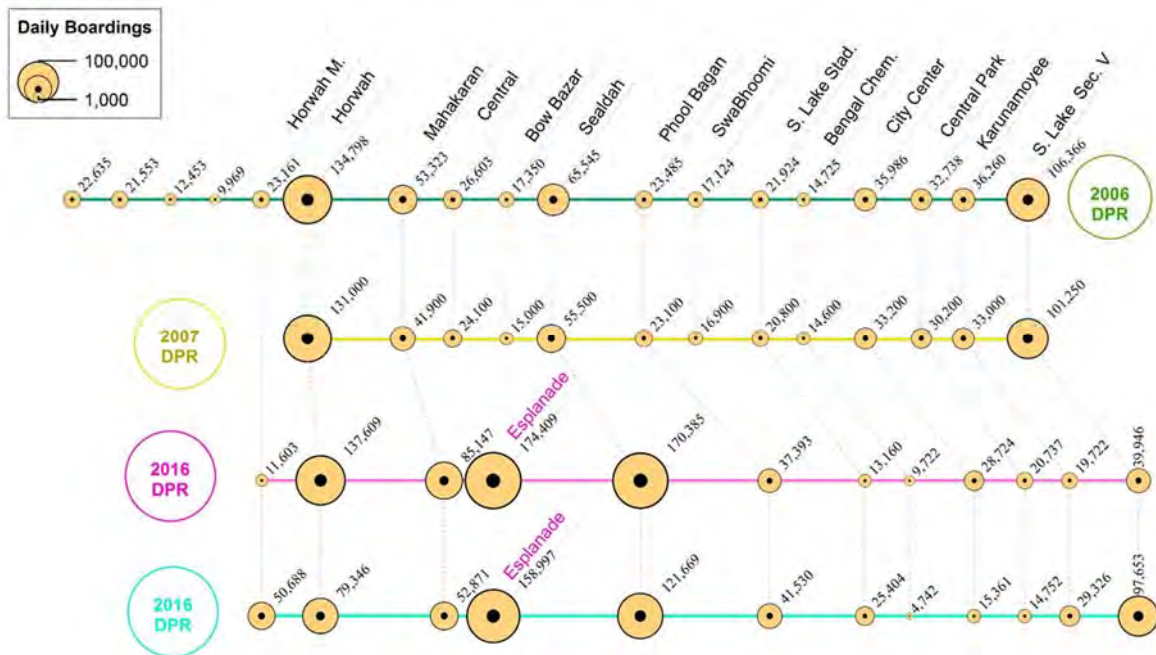 Daily Boardings
100,000
1,000
Horwah M.
Horwah
Mahakaran
Central
Bow Bazar
Sealdah
Phool Bagan
SwaBhoomi
S. Lake Stad.
Bengal Chem.
City Center
Central Park
Karunamoyee
S. Lake Sec. V
22,635
21,553
12,453
9,969
23,161
134,798
53,323
26,603
17,350
65,545
23,485
17,124
21,924
14,725
35,986
32,738
36,260
106,366
2006
DPR
2007
DPR
131,000
41,900
24,100
15,000
55,500
23,100
16,900
20,800
14,600
33,200
30,200
33,000
101,250
2016
DPR
11,603
137,609
85,147
Esplanade
174,409
170,385
37,393
13,160
9,722
28,724
20,737
19,722
39,946
2016
DPR
50,688
79,346
52,871
Esplanade
158,997
121,669
41,530
25,404
4,742
15,361
14,752
29,326
97,653